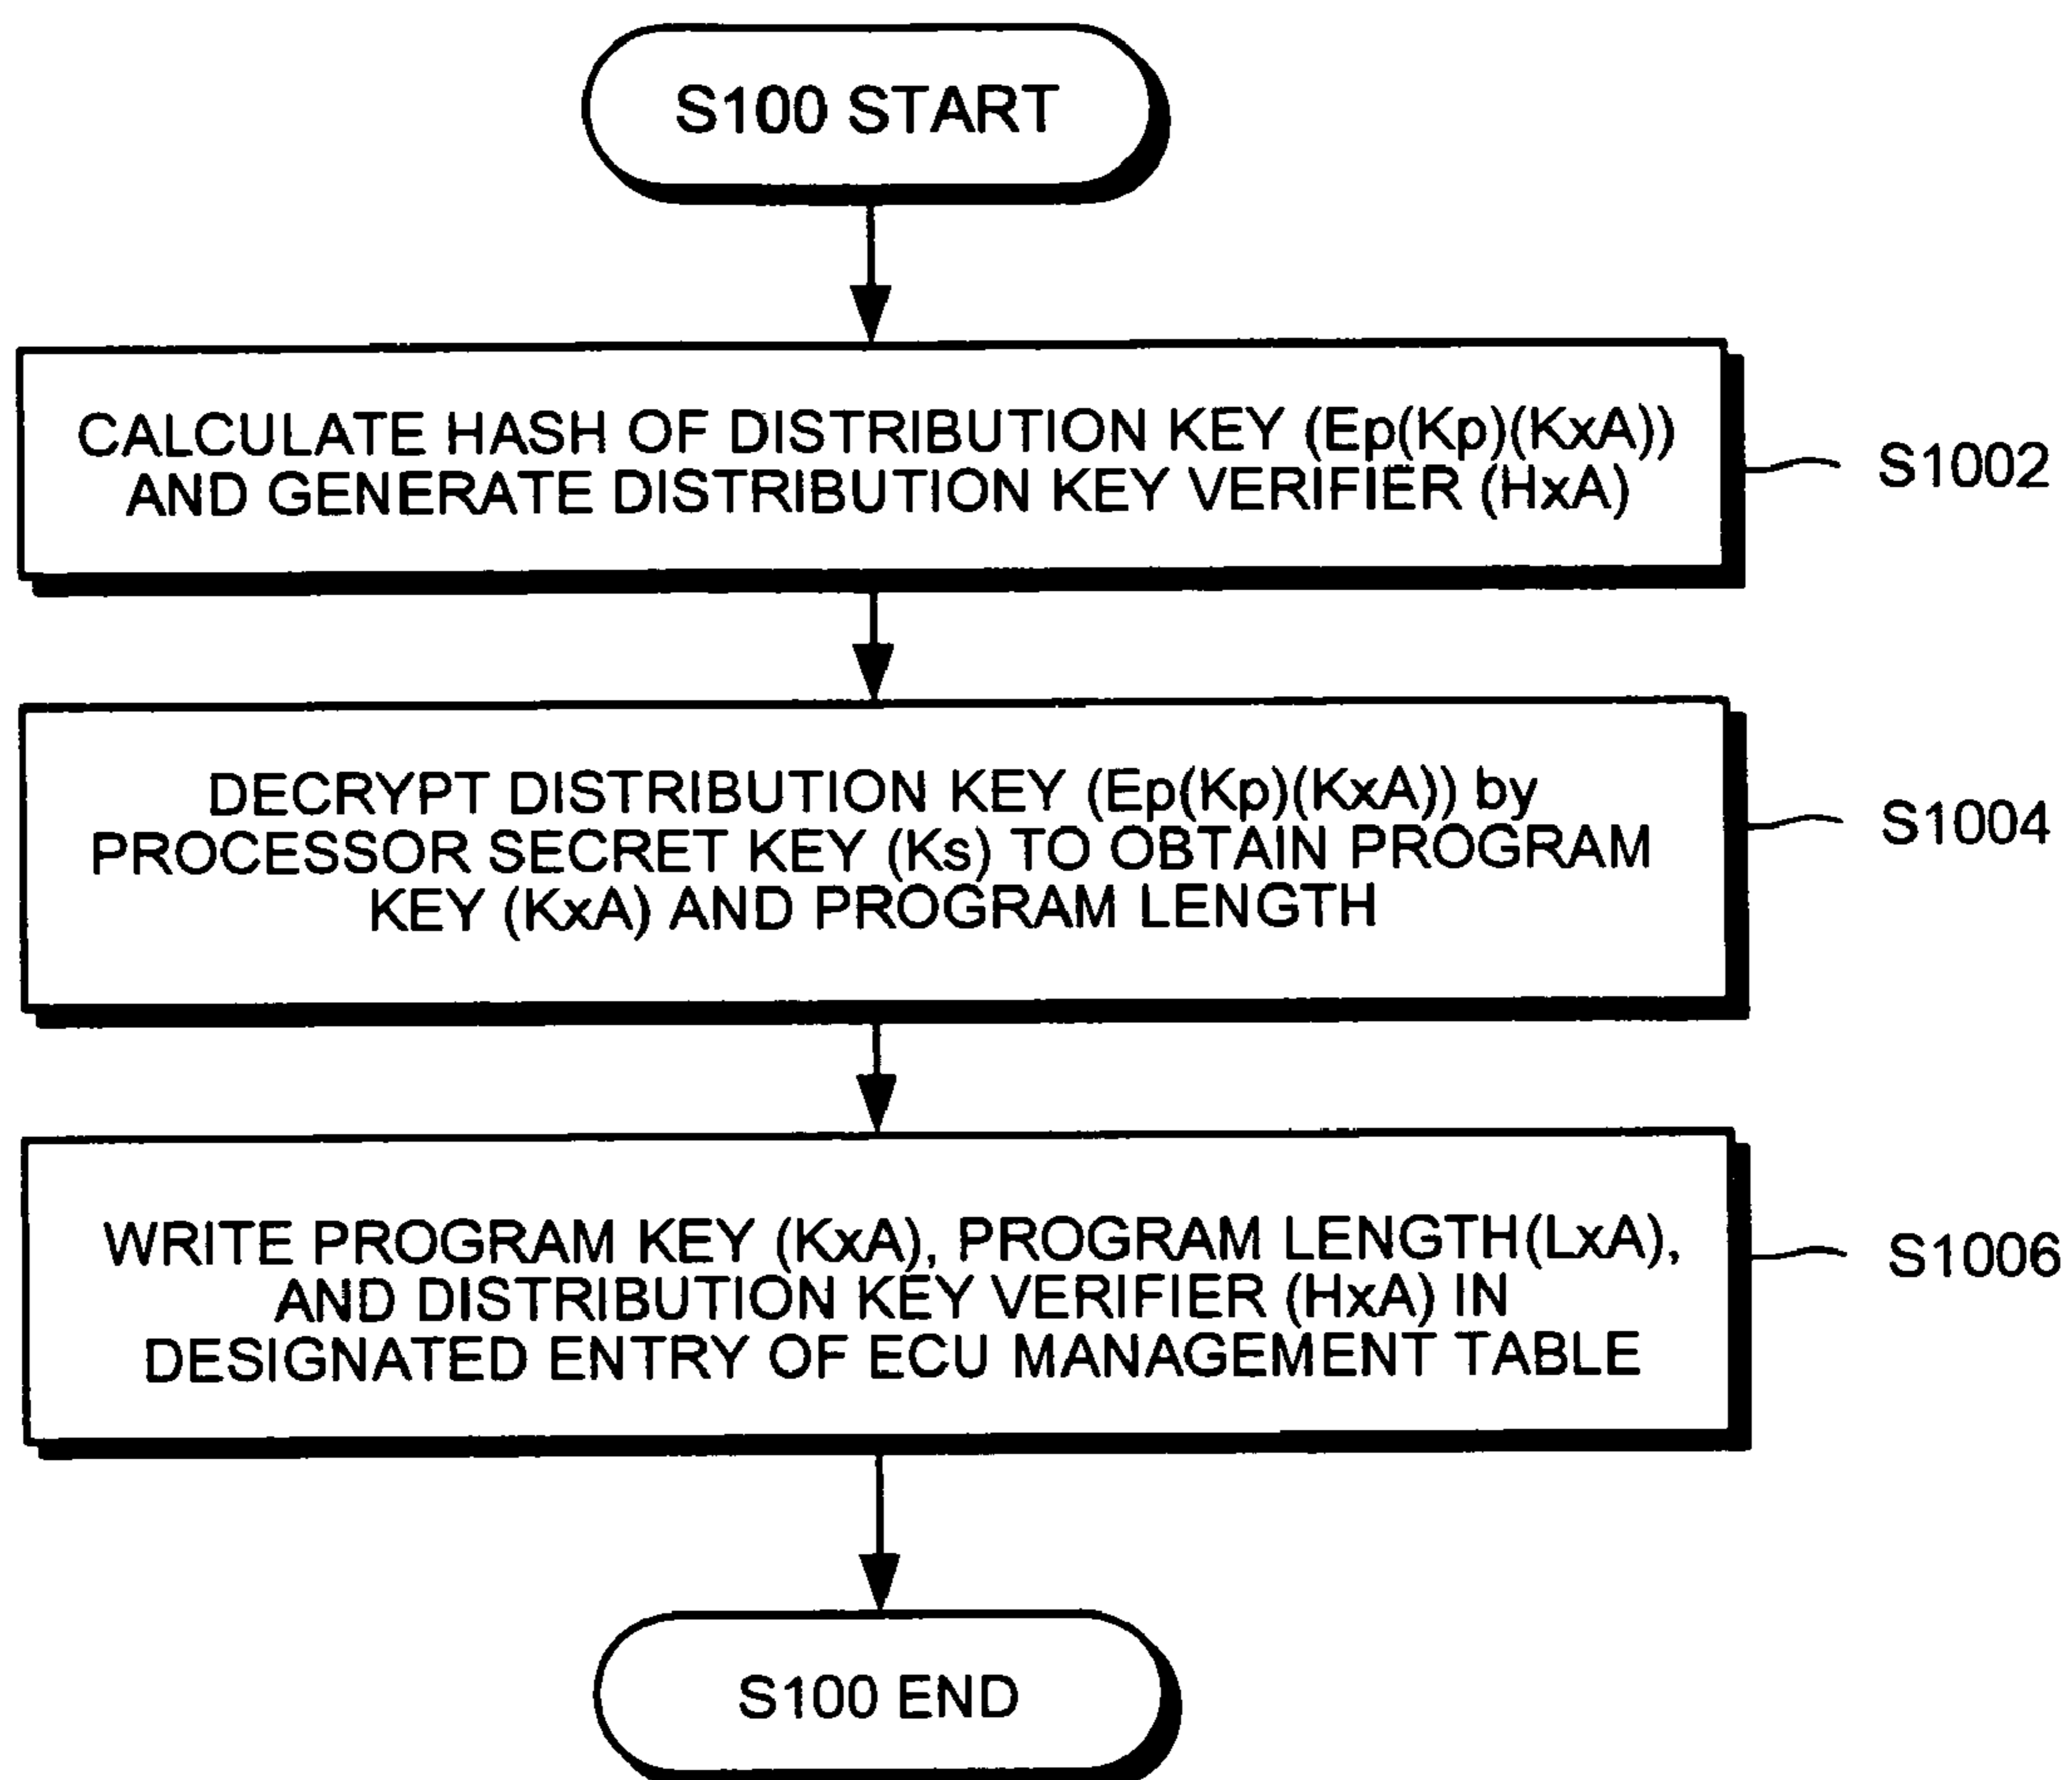 S100 START
CALCULATE HASH OF DISTRIBUTION KEY (Ep(Kp)(KxA))
AND GENERATE DISTRIBUTION KEY VERIFIER (HxA)
S1002
DECRYPT DISTRIBUTION KEY (Ep(Kp)(KxA)) by
PROCESSOR SECRET KEY (Ks) TO OBTAIN PROGRAM
KEY (KxA) AND PROGRAM LENGTH
S1004
WRITE PROGRAM KEY (KxA), PROGRAM LENGTH(LxA),
AND DISTRIBUTION KEY VERIFIER (HxA) IN
DESIGNATED ENTRY OF ECU MANAGEMENT TABLE
S1006
S100 END